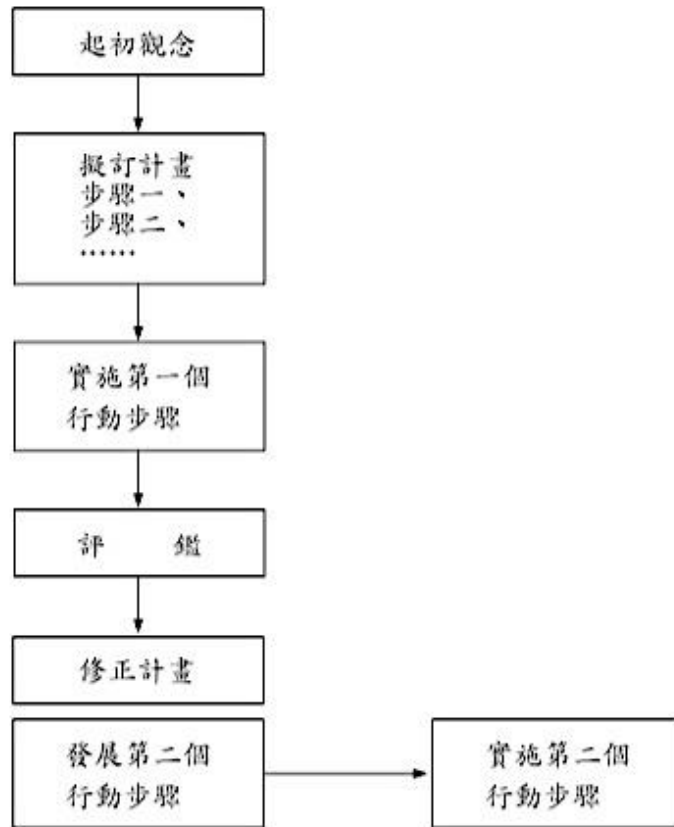 起初觀念
擬訂計畫
步驟一、
步驟二、
……
實施第一個
行動步驟
評 鑑
修正計畫
發展第二個
行動步驟
實施第二個
行動步驟